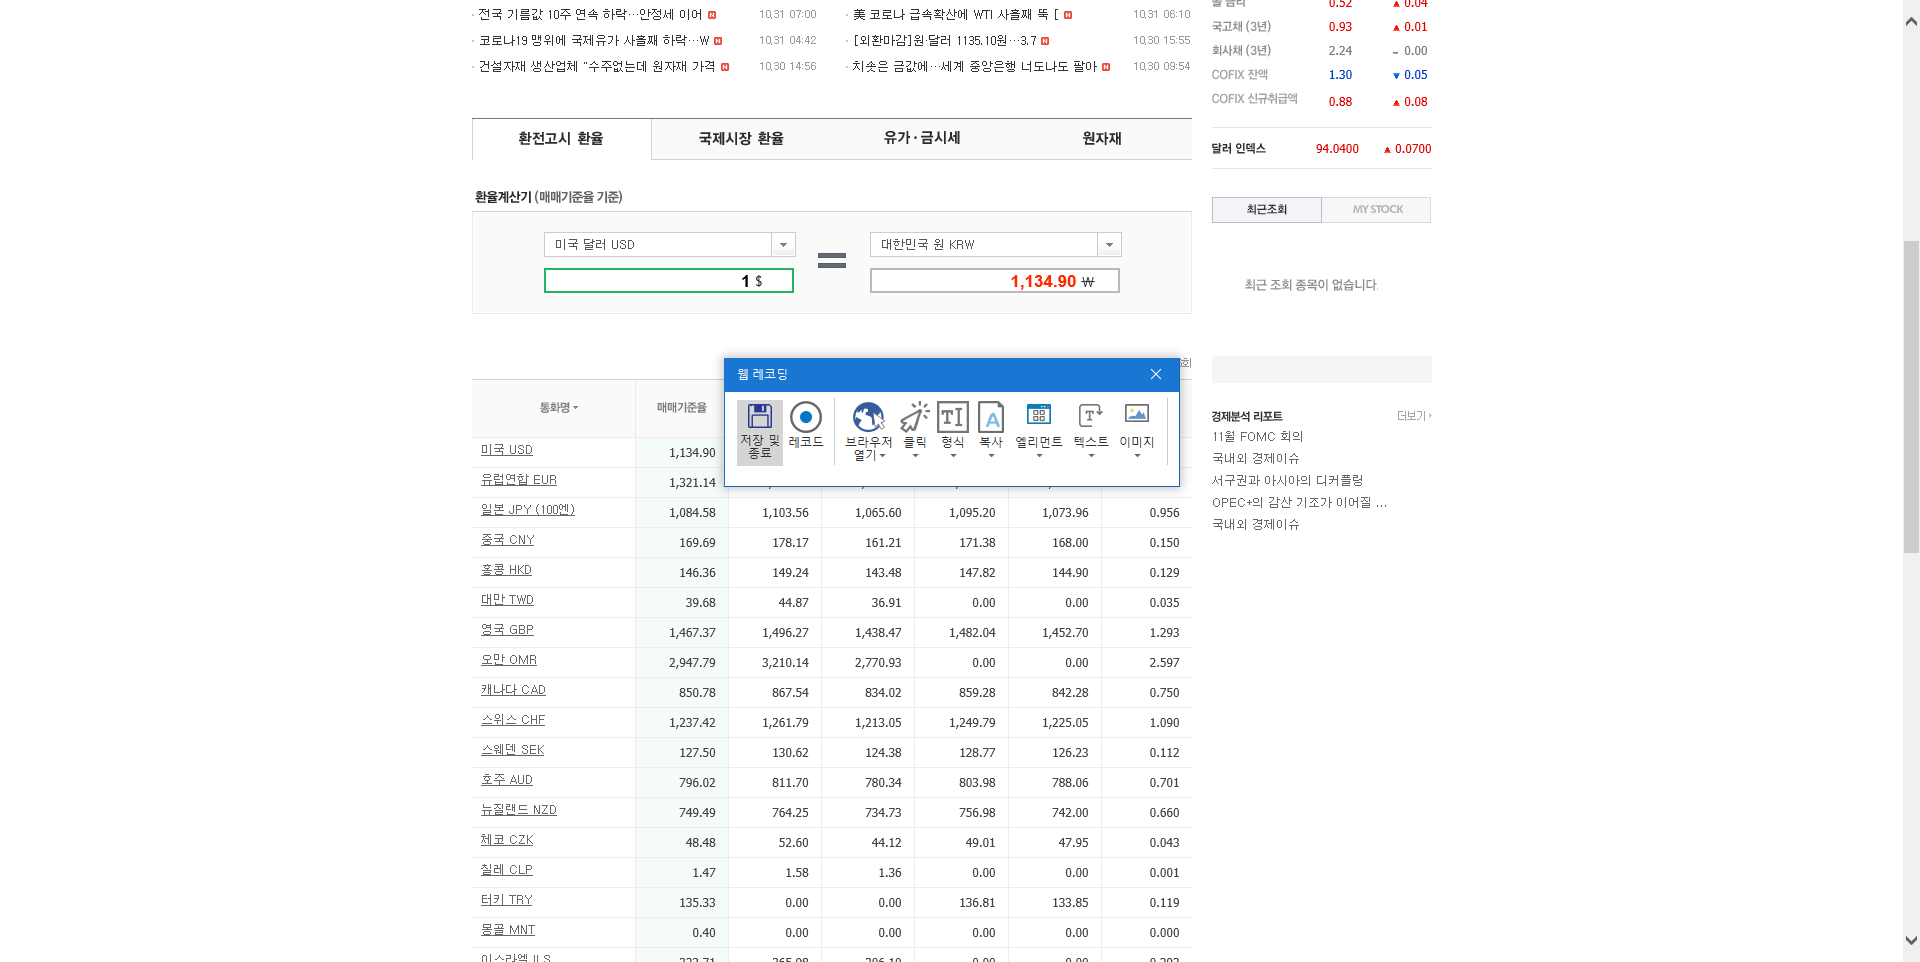 전국 기름값 10주 연속 하락…안정세 이어 N 10,31 07:00
코로나19 맹위에 국제유가 사흘째 하락…W N 10,31 04:42
건설자재 생산업체 "수주없는데 원자재 가격 N 10,30 14:56
美 코로나 급속확산에 WTI 사흘째 뚝 [ N 10,31 06:10
[외환마감]원·달러 1135.10원…3.7 N 10,30 15:55
치솟은 금값에…세계 중앙은행 너도나도 팔아 N 10,30 09:54
환전고시 환율 국제시장 환율 유가·금시세 원자재
환율계산기 (매매기준율 기준)
미국 달러 USD 대한민국 원 KRW
1 $ = 1,134.90 ₩
웹 레코딩
저장 및 종료
레코드
브라우저 열기
클릭
형식
복사
엘리먼트
텍스트
이미지
통화명 매매기준율
미국 USD 1,134.90
유럽연합 EUR 1,321.14
일본 JPY (100엔) 1,084.58 1,103.56 1,065.60 1,095.20 1,073.96 0.956
중국 CNY 169.69 178.17 161.21 171.38 168.00 0.150
홍콩 HKD 146.36 149.24 143.48 147.82 144.90 0.129
대만 TWD 39.68 44.87 36.91 0.00 0.00 0.035
영국 GBP 1,467.37 1,496.27 1,438.47 1,482.04 1,452.70 1.293
오만 OMR 2,947.79 3,210.14 2,770.93 0.00 0.00 2.597
캐나다 CAD 850.78 867.54 834.02 859.28 842.28 0.750
스위스 CHF 1,237.42 1,261.79 1,213.05 1,249.79 1,225.05 1.090
스웨덴 SEK 127.50 130.62 124.38 128.77 126.23 0.112
호주 AUD 796.02 811.70 780.34 803.98 788.06 0.701
뉴질랜드 NZD 749.49 764.25 734.73 756.98 742.00 0.660
체코 CZK 48.48 52.60 44.12 49.01 47.95 0.043
칠레 CLP 1.47 1.58 1.36 0.00 0.00 0.001
터키 TRY 135.33 0.00 0.00 136.81 133.85 0.119
몽골 MNT 0.40 0.00 0.00 0.00 0.00 0.000
이스라엘 ILS
금리 0.52 ▲ 0.04
국고채 (3년) 0.93 ▲ 0.01
회사채 (3년) 2.24 - 0.00
COFIX 잔액 1.30 ▼ 0.05
COFIX 신규취급액 0.88 ▲ 0.08
달러 인덱스 94.0400 ▲ 0.0700
최근조회 MY STOCK
최근 조회 종목이 없습니다.
경제분석 리포트 더보기
11월 FOMC 회의
국내외 경제이슈
서구권과 아시아의 디커플링
OPEC+의 감산 기조가 이어질 ...
국내외 경제이슈